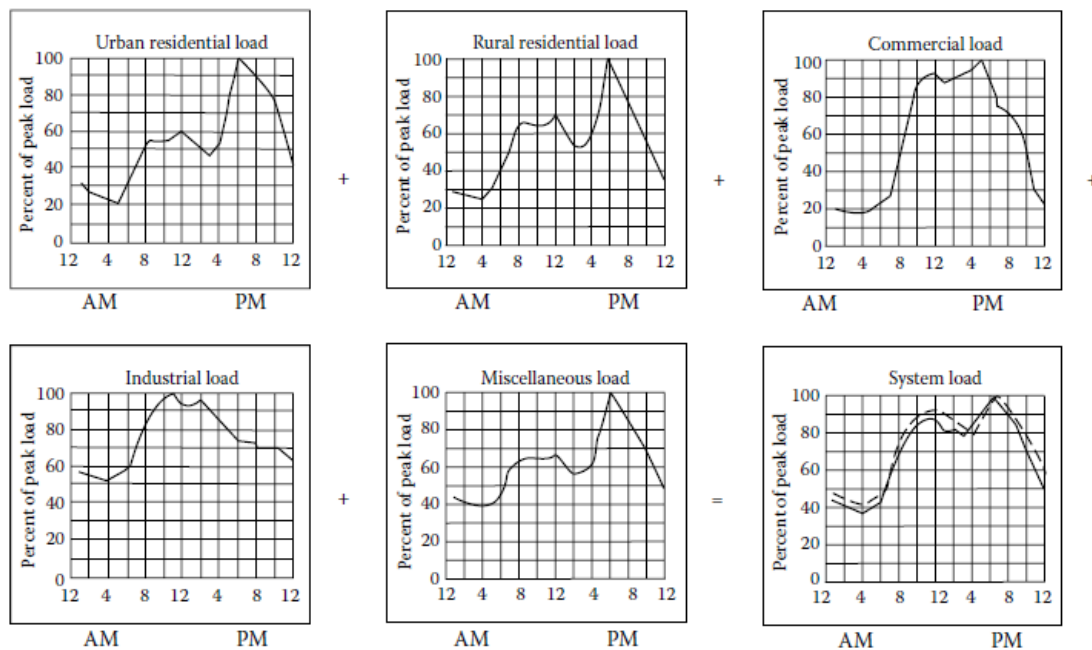 Urban residential load
Percent of peak load
100
80
60
40
20
0
12 4 8 12 4 8 12
AM PM
+
Rural residential load
Percent of peak load
100
80
60
40
20
0
12 4 8 12 4 8 12
AM PM
+
Commercial load
Percent of peak load
100
80
60
40
20
0
12 4 8 12 4 8 12
AM PM
+
Industrial load
Percent of peak load
100
80
60
40
20
0
12 4 8 12 4 8 12
AM PM
+
Miscellaneous load
Percent of peak load
100
80
60
40
20
0
12 4 8 12 4 8 12
AM PM
=
System load
Percent of peak load
100
80
60
40
20
0
12 4 8 12 4 8 12
AM PM